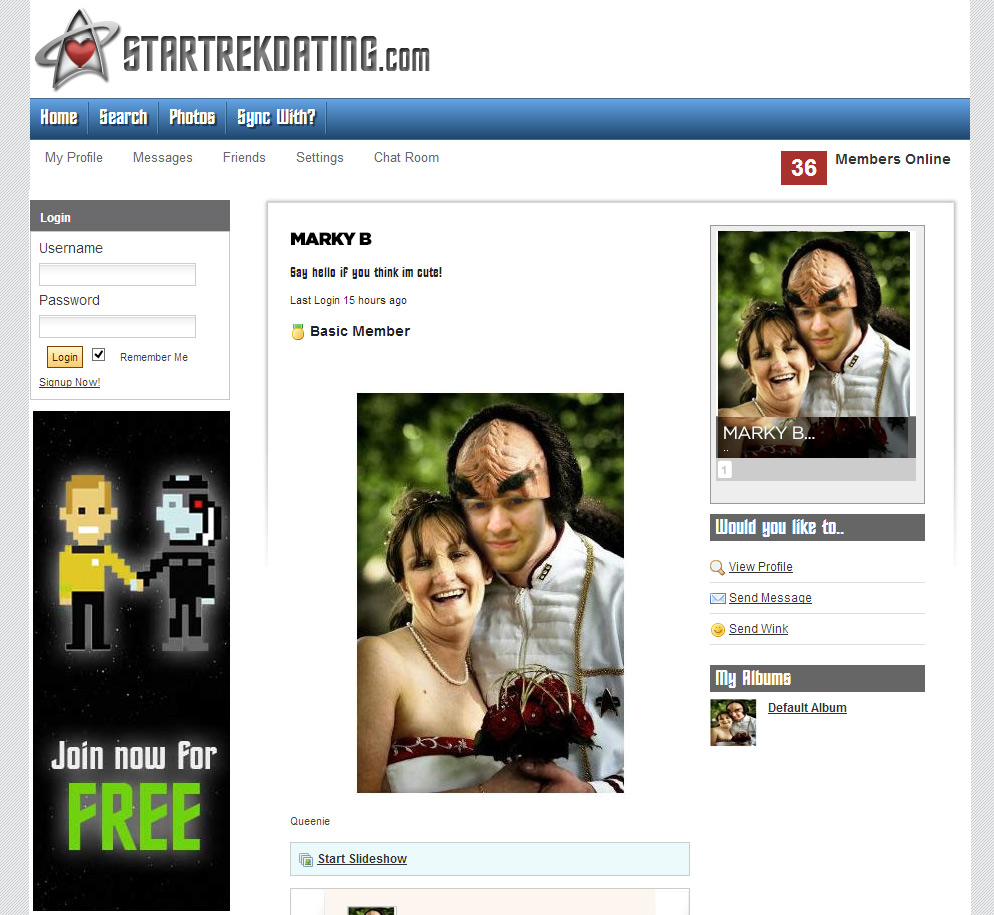 STARTREKDATING.com
Home
Search
Photos
Sync With?
My Profile
Messages
Friends
Settings
Chat Room
36
Members Online
Login
Username
Password
Login
Remember Me
Signup Now!
Join now for
FREE
MARKY B
Say hello if you think im cute!
Last Login 15 hours ago
Basic Member
Queenie
Start Slideshow
MARKY B...
..
1
Would you like to..
View Profile
Send Message
Send Wink
My Albums
Default Album